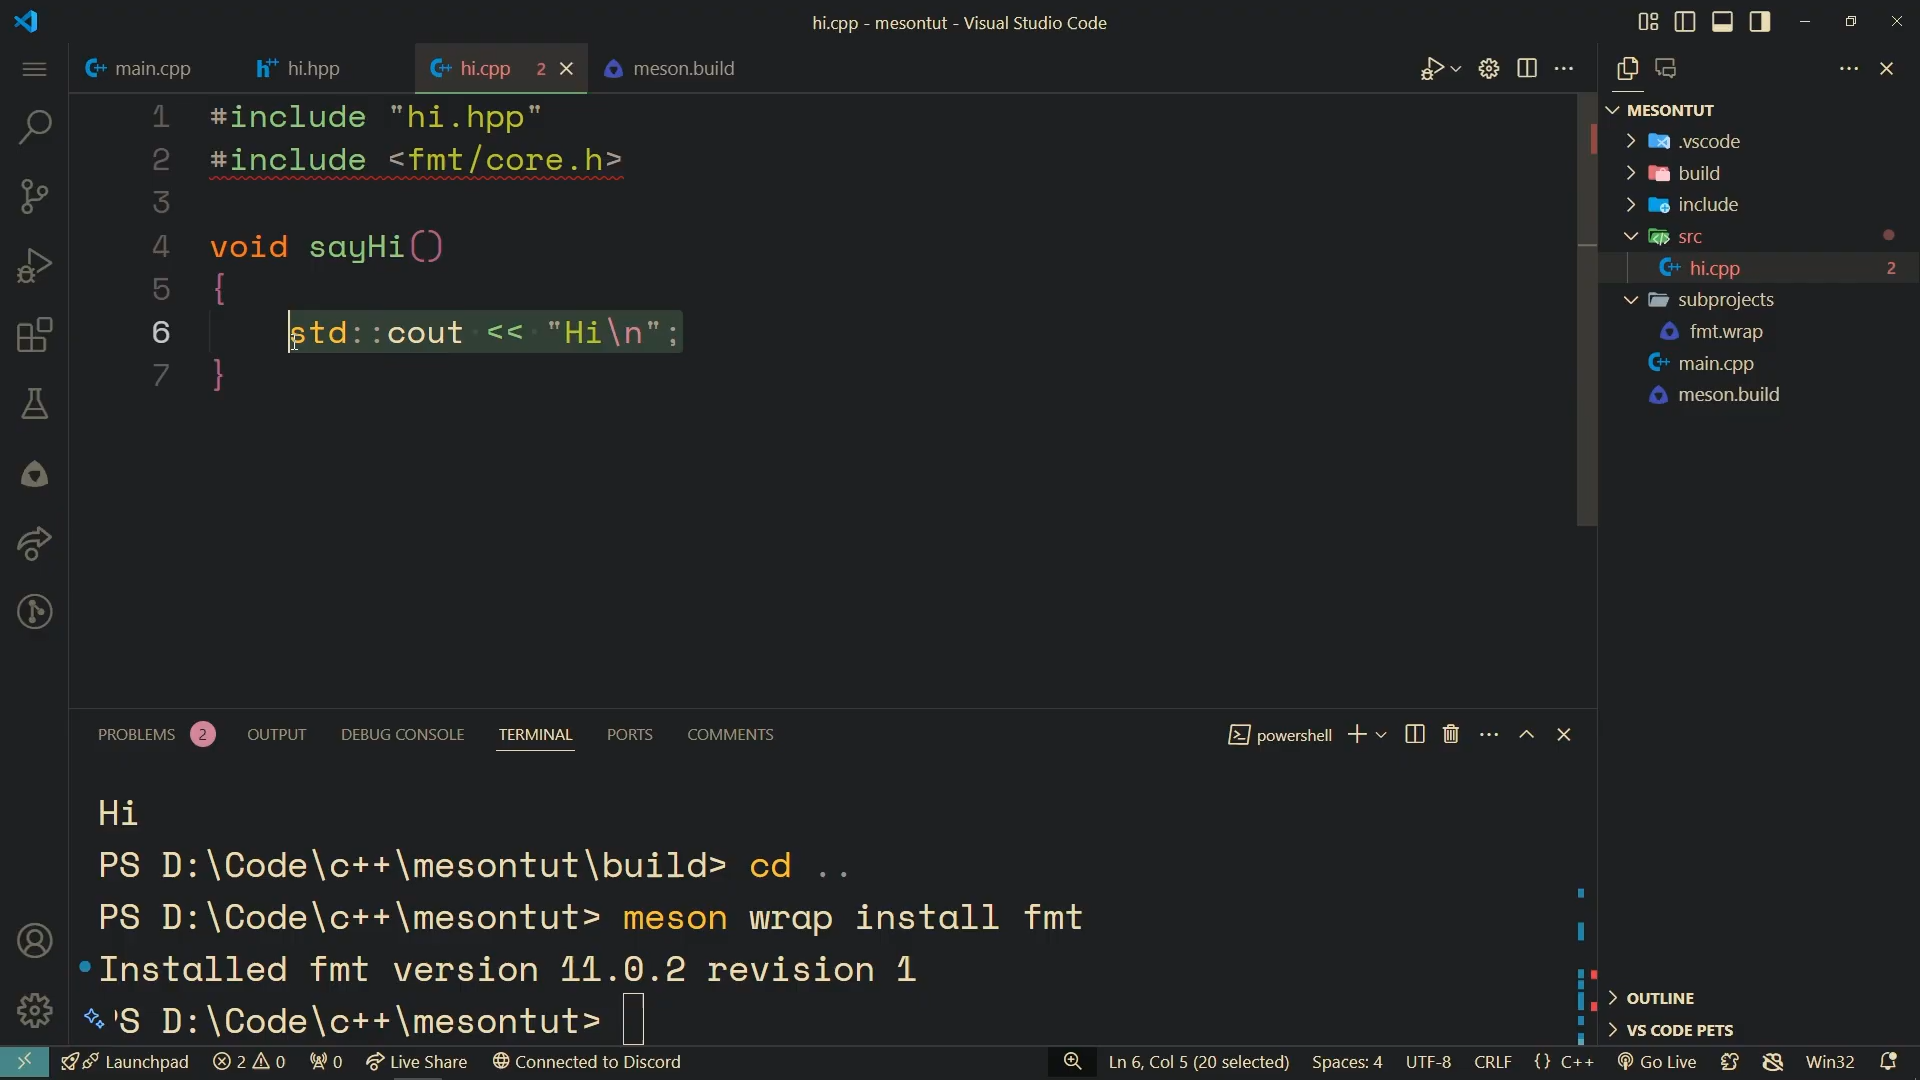 hi.cpp - mesontut - Visual Studio Code
main.cpp
hi.hpp
hi.cpp 2
meson.build
1 #include "hi.hpp"
2 #include <fmt/core.h>
3
4 void sayHi()
5 {
6 std::cout << "Hi\n";
7 }
MESONTUT
.vscode
build
include
src
hi.cpp 2
subprojects
fmt.wrap
main.cpp
meson.build
OUTLINE
VS CODE PETS
PROBLEMS 2 OUTPUT DEBUG CONSOLE TERMINAL PORTS COMMENTS
powershell
Hi
PS D:\Code\c++\mesontut\build> cd ..
PS D:\Code\c++\mesontut> meson wrap install fmt
Installed fmt version 11.0.2 revision 1
PS D:\Code\c++\mesontut>
Launchpad 2 0 0 Live Share Connected to Discord Ln 6, Col 5 (20 selected) Spaces: 4 UTF-8 CRLF {} C++ Go Live Win32